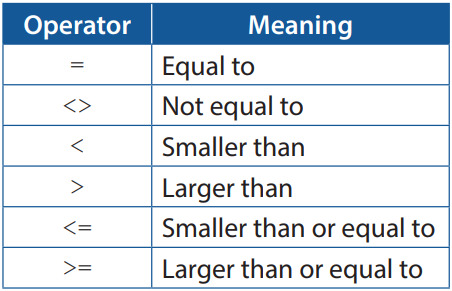 Operator Meaning
= Equal to
<> Not equal to
< Smaller than
> Larger than
<= Smaller than or equal to
>= Larger than or equal to